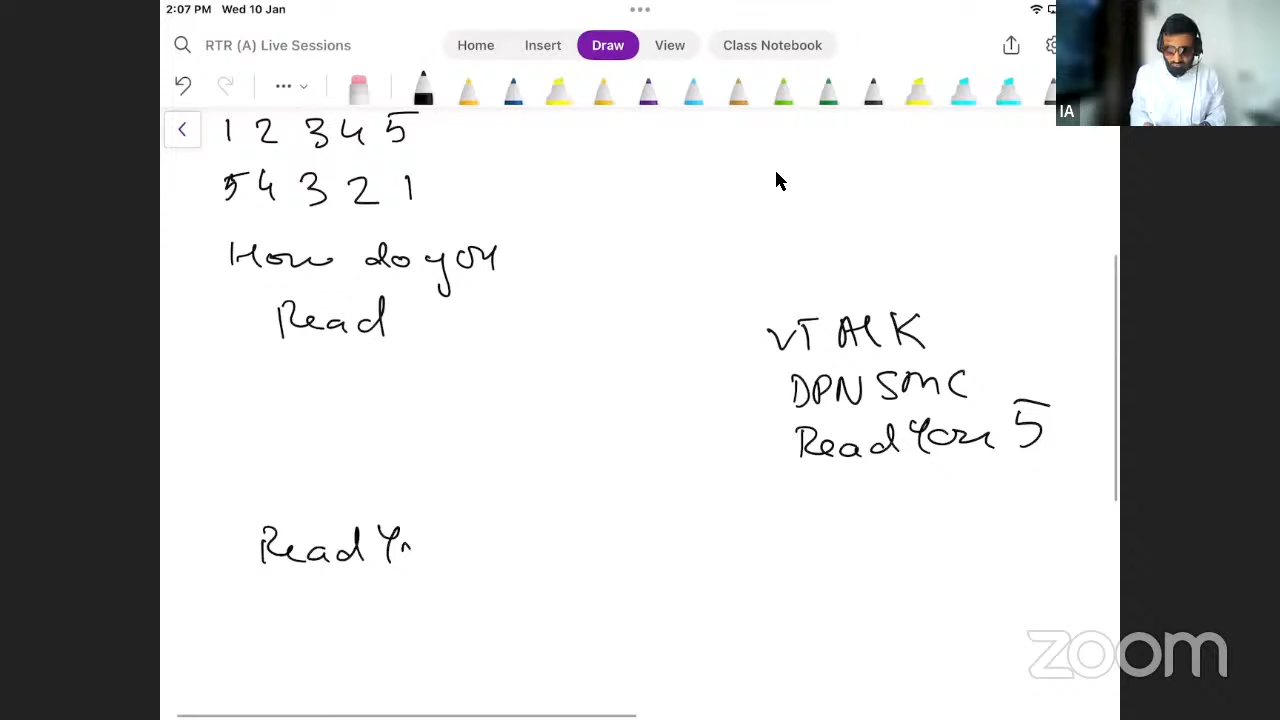 2:07 PM Wed 10 Jan
RTR (A) Live Sessions
Home Insert Draw View Class Notebook
IA
1 2 3 4 5
5 4 3 2 1
How do you
Read
VT
DPN SMC
Read You 5
Read Yo
zoom